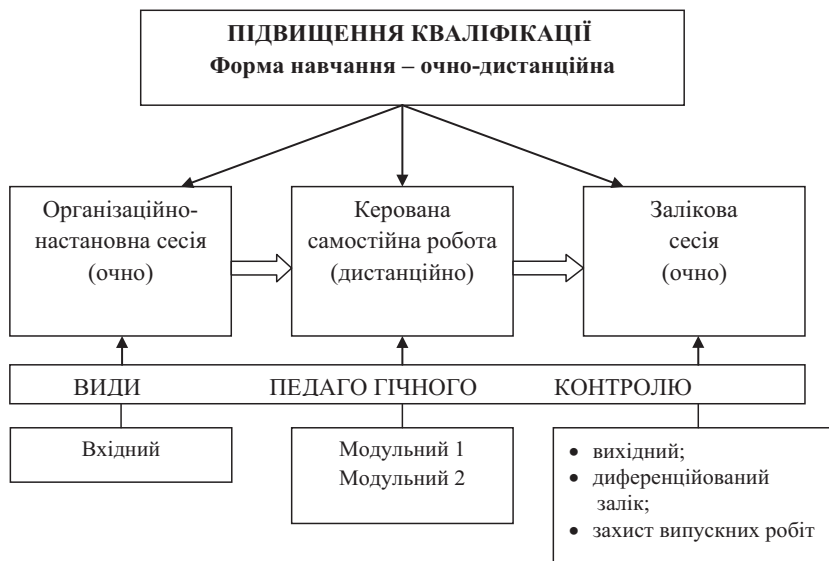 ПІДВИЩЕННЯ КВАЛІФІКАЦІЇ
Форма навчання – очно-дистанційна
Організаційно-
настановна сесія
(очно)
Керована
самостійна робота
(дистанційно)
Залікова
сесія
(очно)
ВИДИ ПЕДАГО ГІЧНОГО КОНТРОЛЮ
Вхідний
Модульний 1
Модульний 2
• вихідний;
• диференційований
залік;
• захист випускних робіт